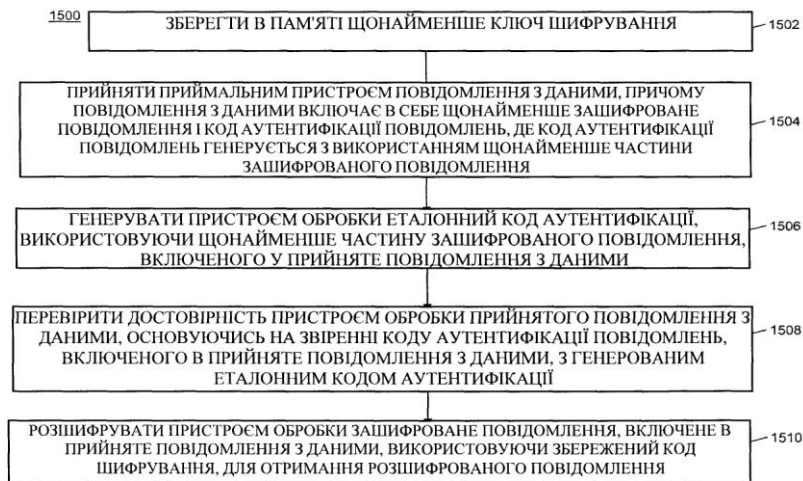 1500
ЗБЕРЕГТИ В ПАМ'ЯТІ ЩОНАЙМЕНШЕ КЛЮЧ ШИФРУВАННЯ
1502
ПРИЙНЯТИ ПРИЙМАЛЬНИМ ПРИСТРОЄМ ПОВІДОМЛЕННЯ З ДАНИМИ, ПРИЧОМУ
ПОВІДОМЛЕННЯ З ДАНИМИ ВКЛЮЧАЄ В СЕБЕ ЩОНАЙМЕНШЕ ЗАШИФРОВАНЕ
ПОВІДОМЛЕННЯ І КОД АУТЕНТИФІКАЦІЇ ПОВІДОМЛЕНЬ, ДЕ КОД АУТЕНТИФІКАЦІЇ
ПОВІДОМЛЕНЬ ГЕНЕРУЄТЬСЯ З ВИКОРИСТАННЯМ ЩОНАЙМЕНШЕ ЧАСТИНИ
ЗАШИФРОВАНОГО ПОВІДОМЛЕННЯ
1504
ГЕНЕРУВАТИ ПРИСТРОЄМ ОБРОБКИ ЕТАЛОННИЙ КОД АУТЕНТИФІКАЦІЇ,
ВИКОРИСТОВУЮЧИ ЩОНАЙМЕНШЕ ЧАСТИНУ ЗАШИФРОВАНОГО ПОВІДОМЛЕННЯ,
ВКЛЮЧЕНОГО У ПРИЙНЯТЕ ПОВІДОМЛЕННЯ З ДАНИМИ
1506
ПЕРЕВІРИТИ ДОСТОВІРНІСТЬ ПРИСТРОЄМ ОБРОБКИ ПРИЙНЯТОГО ПОВІДОМЛЕННЯ З
ДАНИМИ, ОСНОВУЮЧИСЬ НА ЗВІРЕННІ КОДУ АУТЕНТИФІКАЦІЇ ПОВІДОМЛЕНЬ,
ВКЛЮЧЕНОГО В ПРИЙНЯТЕ ПОВІДОМЛЕННЯ З ДАНИМИ, З ГЕНЕРОВАНИМ
ЕТАЛОННИМ КОДОМ АУТЕНТИФІКАЦІЇ
1508
РОЗШИФРУВАТИ ПРИСТРОЄМ ОБРОБКИ ЗАШИФРОВАНЕ ПОВІДОМЛЕННЯ, ВКЛЮЧЕНЕ В
ПРИЙНЯТЕ ПОВІДОМЛЕННЯ З ДАНИМИ, ВИКОРИСТОВУЮЧИ ЗБЕРЕЖЕНИЙ КОД
ШИФРУВАННЯ, ДЛЯ ОТРИМАННЯ РОЗШИФРОВАНОГО ПОВІДОМЛЕННЯ
1510